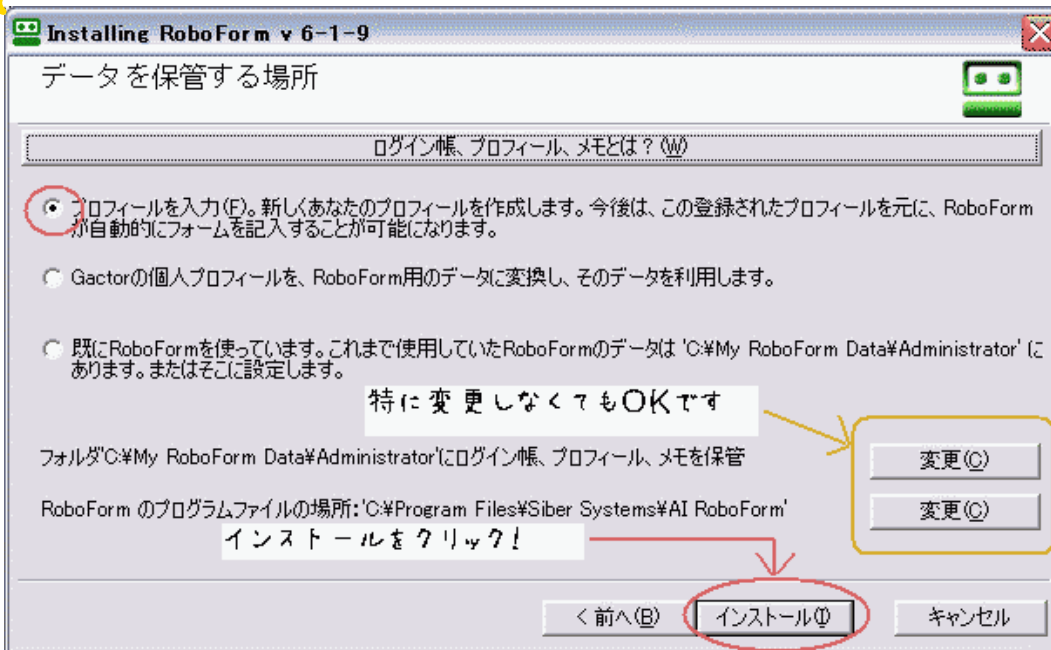 Installing RoboForm v 6-1-9
データを保管する場所
ログイン帳、プロフィール、メモとは？(W)
プロフィールを入力(F)。新しくあなたのプロフィールを作成します。今後は、この登録されたプロフィールを元に、RoboForm
が自動的にフォームを記入することが可能になります。
Gactorの個人プロフィールを、RoboForm用のデータに変換し、そのデータを利用します。
既にRoboFormを使っています。これまで使用していたRoboFormのデータは 'C:¥My RoboForm Data¥Administrator' に
あります。またはそこに設定します。
特に変更しなくてもOKです
フォルダ'C:¥My RoboForm Data¥Administrator'にログイン帳、プロフィール、メモを保管
変更(C)
RoboForm のプログラムファイルの場所:'C:¥Program Files¥Siber Systems¥AI RoboForm'
変更(C)
インストールをクリック!
< 前へ(B)
インストール(I)
キャンセル